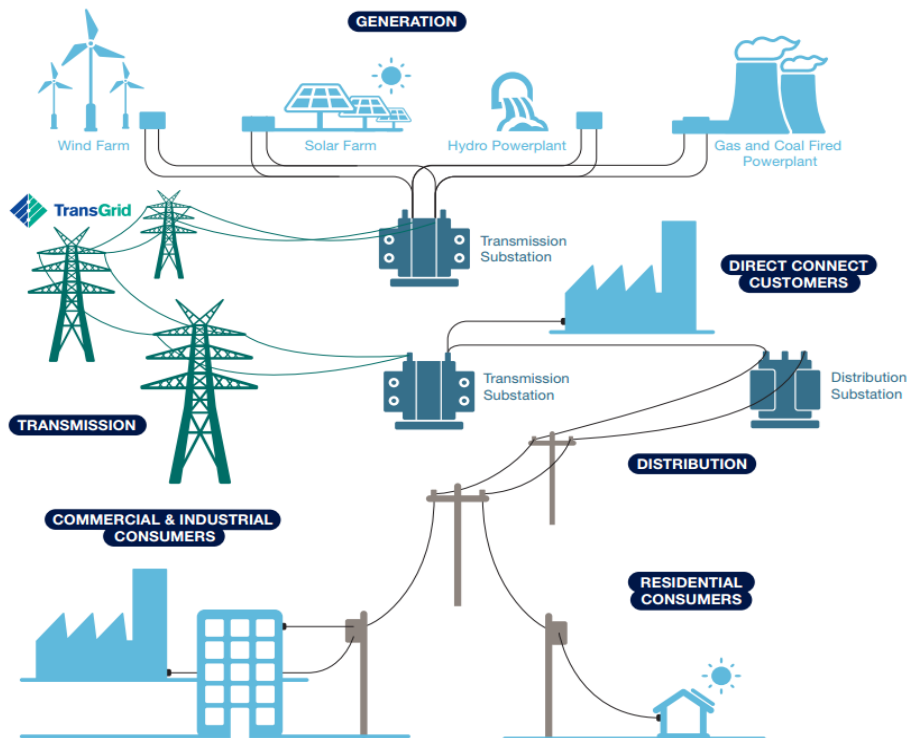 GENERATION
Wind Farm
Solar Farm
Hydro Powerplant
Gas and Coal Fired
Powerplant
TransGrid
Transmission
Substation
DIRECT CONNECT
CUSTOMERS
Transmission
Substation
Distribution
Substation
TRANSMISSION
DISTRIBUTION
COMMERCIAL & INDUSTRIAL
CONSUMERS
RESIDENTIAL
CONSUMERS